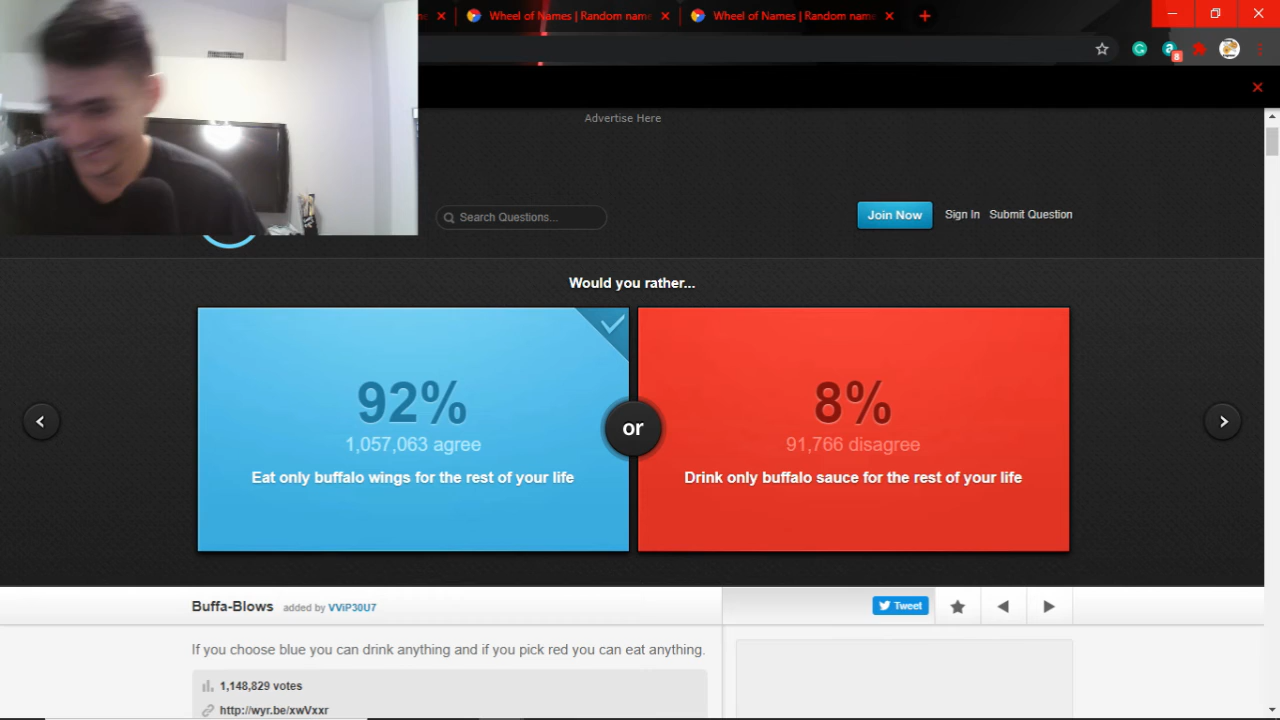 Wheel of Names | Random name
Wheel of Names | Random name
8
Advertise Here
Search Questions...
Join Now
Sign In
Submit Question
Would you rather...
92%
1,057,063 agree
Eat only buffalo wings for the rest of your life
or
8%
91,766 disagree
Drink only buffalo sauce for the rest of your life
Buffa-Blows added by VViP30U7
Tweet
If you choose blue you can drink anything and if you pick red you can eat anything.
1,148,829 votes
http://wyr.be/xwVxxr